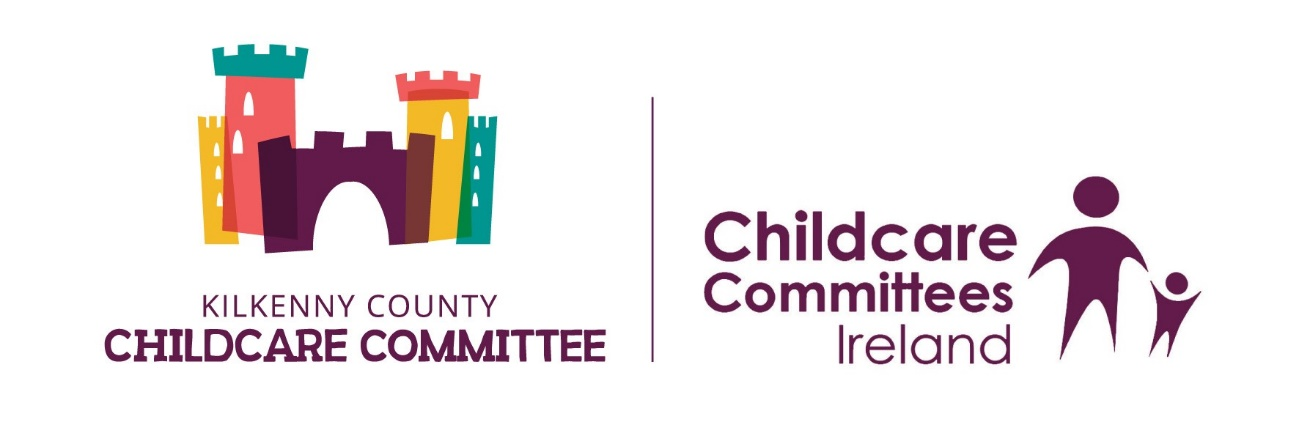 KILKENNY COUNTY
CHILDCARE COMMITTEE
Childcare
Committees
Ireland